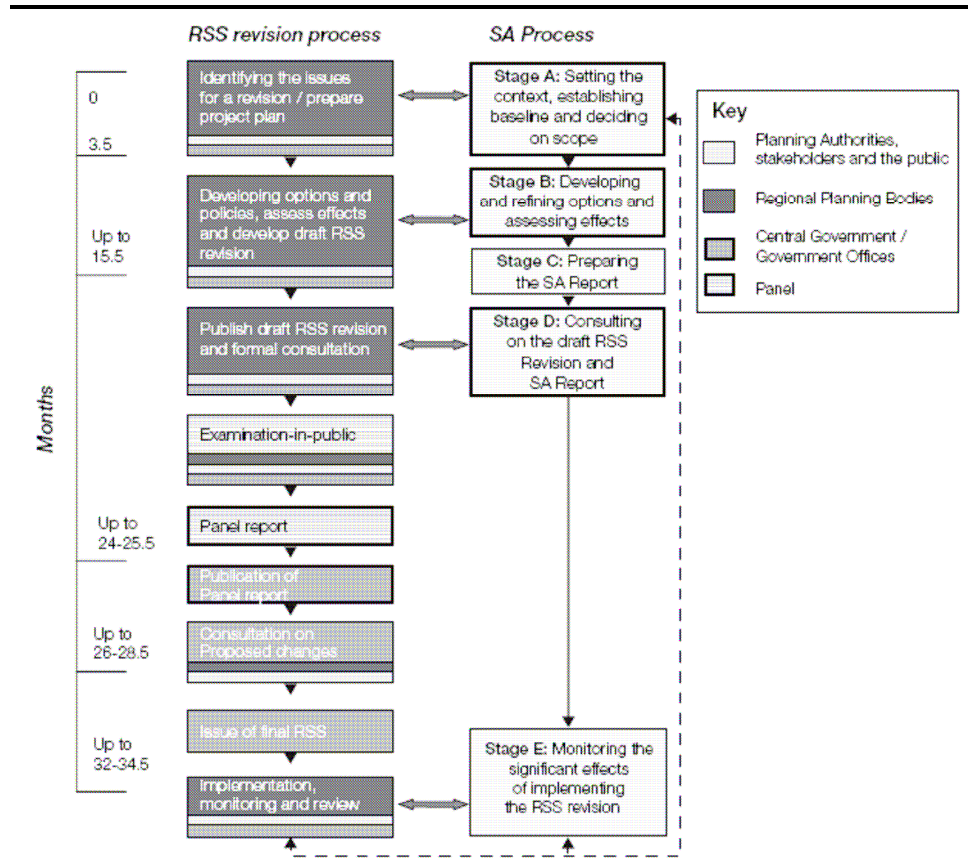 RSS revision process
SA Process
Months
0
3.5
Up to
15.5
Up to
24-25.5
Up to
26-28.5
Up to
32-34.5
Identifying the issues
for a revision / prepare
project plan
Developing options and
policies, assess effects
and develop draft RSS
revision
Publish draft RSS revision
and formal consultation
Examination-in-public
Panel report
Publication of
Panel report
Consultation on
Proposed changes
Issue of final RSS
Implementation,
monitoring and review
Stage A: Setting the
context, establishing
baseline and deciding
on scope
Stage B: Developing
and refining options and
assessing effects
Stage C: Preparing
the SA Report
Stage D: Consulting
on the draft RSS
Revision and
SA Report
Stage E: Monitoring the
significant effects
of implementing
the RSS revision
Key
Planning Authorities,
stakeholders and the public
Regional Planning Bodies
Central Government /
Government Offices
Panel